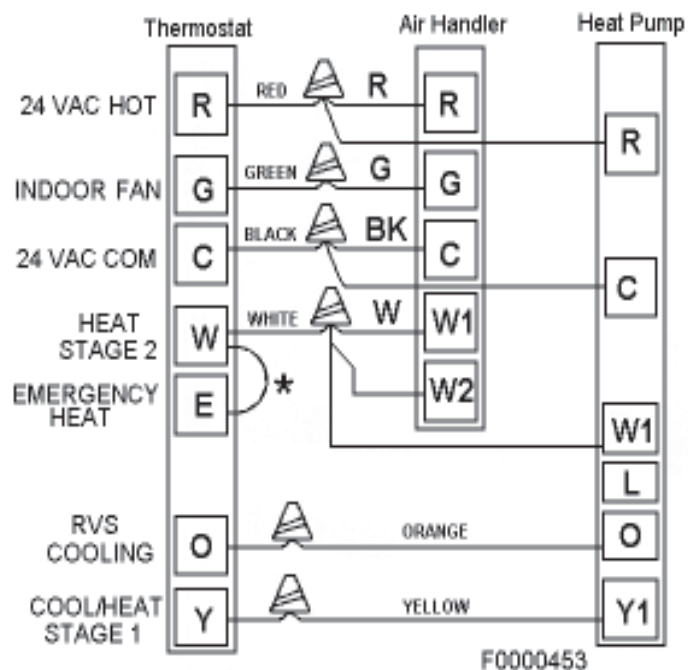 Thermostat Air Handler Heat Pump
24 VAC HOT R RED R R R
INDOOR FAN G GREEN G G
24 VAC COM C BLACK BK C C
HEAT
STAGE 2 W WHITE W W1
W2
EMERGENCY
HEAT E *
W1
L
RVS
COOLING O ORANGE O
COOL/HEAT
STAGE 1 Y YELLOW Y1
F0000453